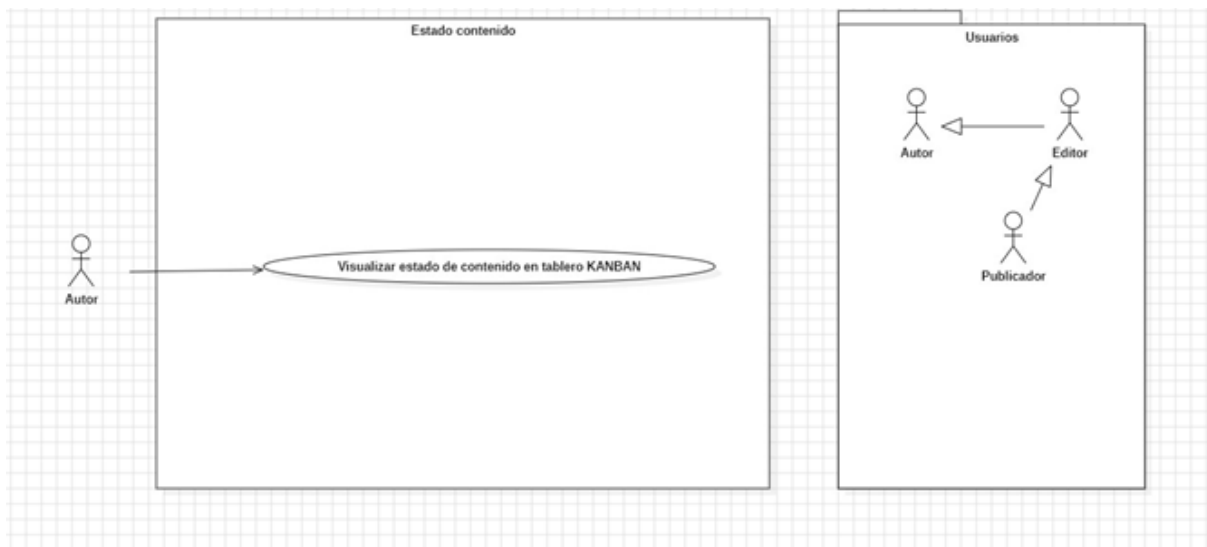 Estado contenido
Usuarios
Autor
Editor
Publicador
Visualizar estado de contenido en tablero KANBAN
Autor